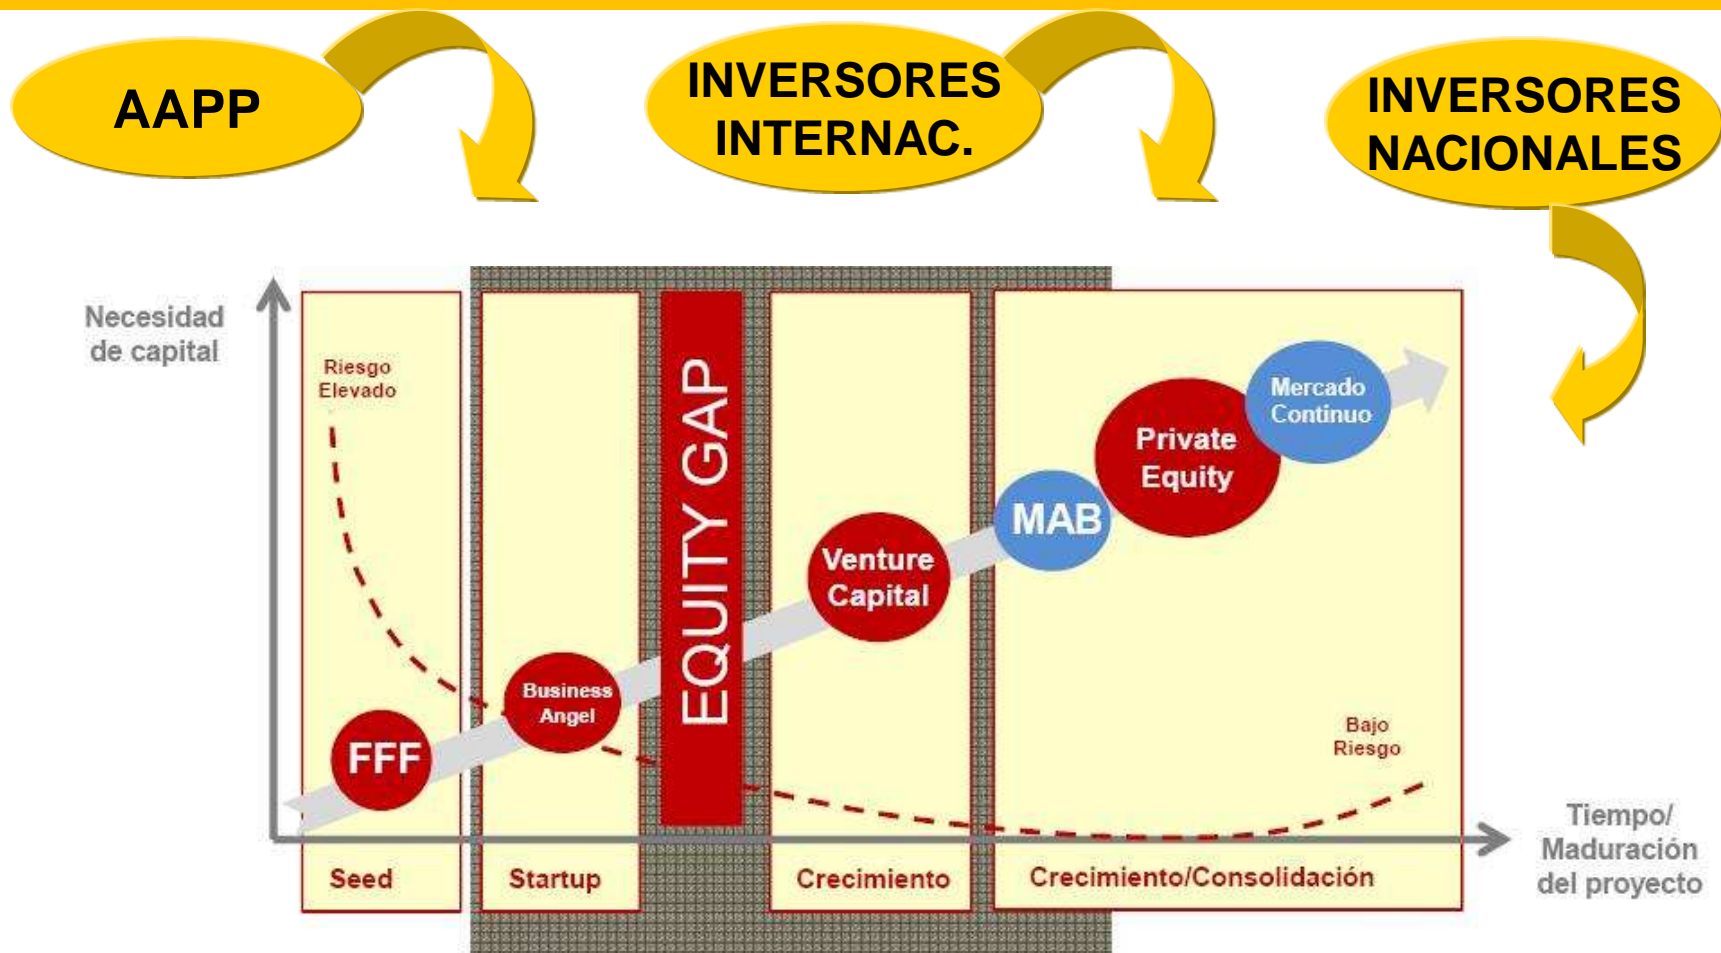 AAPP
INVERSORES
INTERNAC.
INVERSORES
NACIONALES
Necesidad
de capital
Riesgo
Elevado
EQUITY GAP
Mercado
Continuo
Private
Equity
MAB
Venture
Capital
Business
Angel
FFF
Bajo
Riesgo
Tiempo/
Maduración
del proyecto
Seed
Startup
Crecimiento
Crecimiento/Consolidación